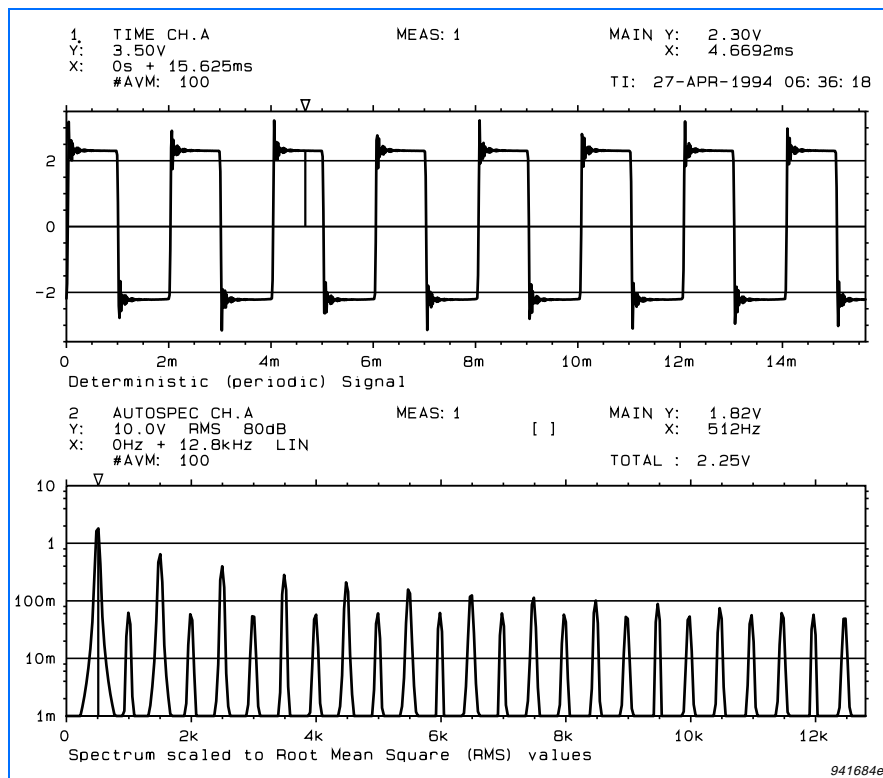 1. TIME CH.A MEAS: 1 MAIN Y: 2.30V
Y: 3.50V X: 4.6692ms
X: 0s + 15.625ms
#AVM: 100 TI: 27-APR-1994 06:36:18
2
0
-2
0 2m 4m 6m 8m 10m 12m 14m
Deterministic (periodic) Signal
2 AUTOSPEC CH.A MEAS: 1 MAIN Y: 1.82V
Y: 10.0V RMS 80dB [ ] X: 512Hz
X: 0Hz + 12.8kHz LIN
#AVM: 100 TOTAL : 2.25V
10
1
100m
10m
1m
0 2k 4k 6k 8k 10k 12k
Spectrum scaled to Root Mean Square (RMS) values
941684e